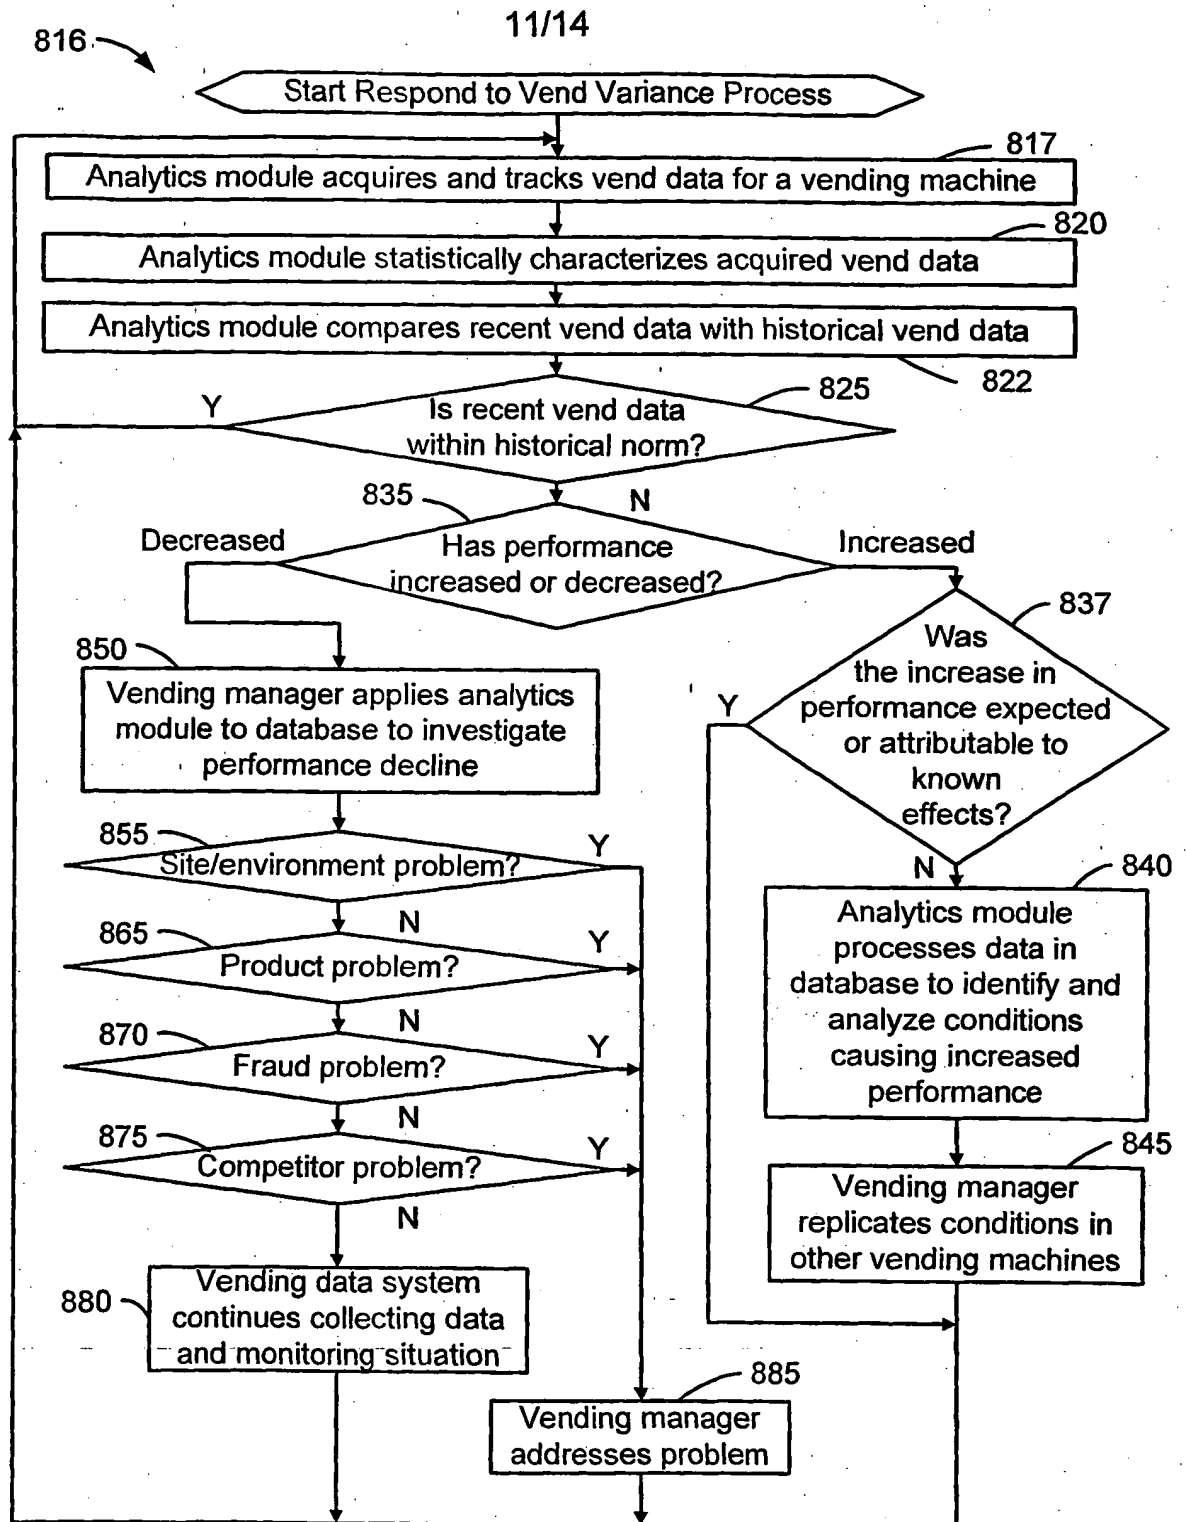 11/14
816
Start Respond to Vend Variance Process
817
Analytics module acquires and tracks vend data for a vending machine
820
Analytics module statistically characterizes acquired vend data
Analytics module compares recent vend data with historical vend data
822
825
Y
Is recent vend data
within historical norm?
835
N
Decreased
Has performance
increased or decreased?
Increased
837
Was
the increase in
performance expected
or attributable to
known
effects?
Y
N
850
Vending manager applies analytics
module to database to investigate
performance decline
855
Site/environment problem?
Y
N
865
Product problem?
Y
N
870
Fraud problem?
Y
N
875
Competitor problem?
Y
N
840
Analytics module
processes data in
database to identify and
analyze conditions
causing increased
performance
845
Vending manager
replicates conditions in
other vending machines
880
Vending data system
continues collecting data
and monitoring situation
885
Vending manager
addresses problem